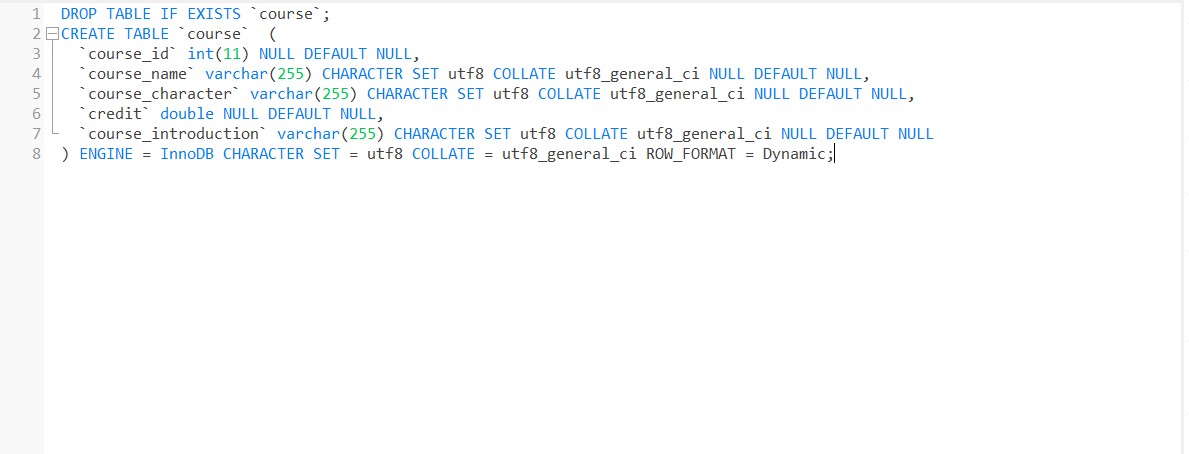 1 DROP TABLE IF EXISTS `course`;
2 CREATE TABLE `course`  (
3   `course_id` int(11) NULL DEFAULT NULL,
4   `course_name` varchar(255) CHARACTER SET utf8 COLLATE utf8_general_ci NULL DEFAULT NULL,
5   `course_character` varchar(255) CHARACTER SET utf8 COLLATE utf8_general_ci NULL DEFAULT NULL,
6   `credit` double NULL DEFAULT NULL,
7   `course_introduction` varchar(255) CHARACTER SET utf8 COLLATE utf8_general_ci NULL DEFAULT NULL
8 ) ENGINE = InnoDB CHARACTER SET = utf8 COLLATE = utf8_general_ci ROW_FORMAT = Dynamic;